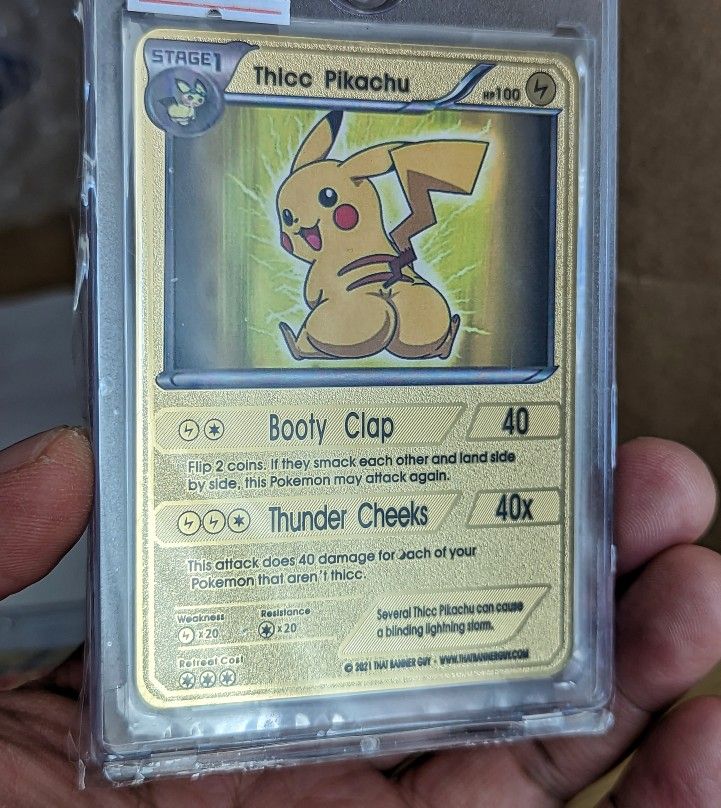 STAGE1
Thicc Pikachu
HP100
Booty Clap 40
Flip 2 coins. If they smack each other and land side
by side, this Pokemon may attack again.
Thunder Cheeks 40x
This attack does 40 damage for each of your
Pokemon that aren't thicc.
Weakness Resistance
x20 x20
Several Thicc Pikachu can cause
a blinding lightning storm.
Retreat Cost
© 2021 THAT BANNER GUY - WWW.THATBANNERGUY.COM